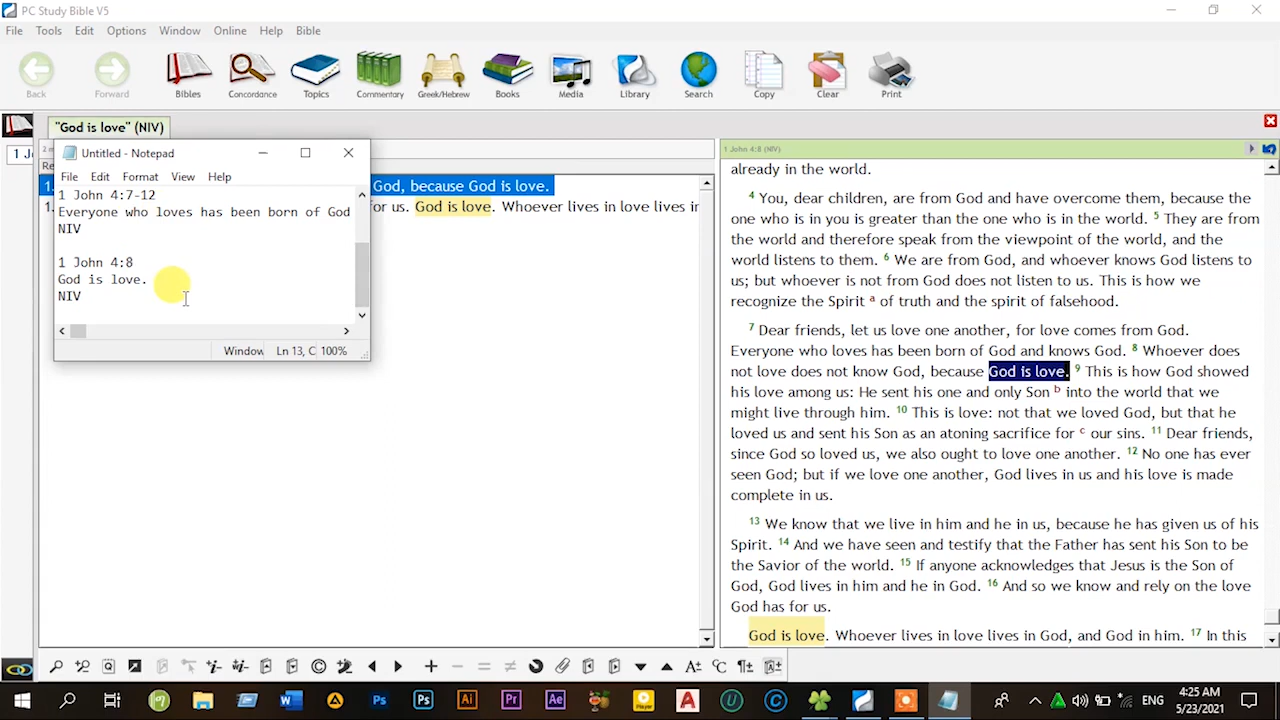 PC Study Bible V5
File Tools Edit Options Window Online Help Bible
Back Forward Bibles Concordance Topics Commentary Greek/Hebrew Books Media Library Search Copy Clear Print
"God is love" (NIV)
Untitled - Notepad
File Edit Format View Help
1 John 4:7-12
Everyone who loves has been born of God
NIV
1 John 4:8
God is love.
NIV
Window Ln 13, C 100%
God, because God is love.
for us. God is love. Whoever lives in love lives in
1 John 4:8 (NIV)
already in the world.
4 You, dear children, are from God and have overcome them, because the
one who is in you is greater than the one who is in the world. 5 They are from
the world and therefore speak from the viewpoint of the world, and the
world listens to them. 6 We are from God, and whoever knows God listens to
us; but whoever is not from God does not listen to us. This is how we
recognize the Spirit a of truth and the spirit of falsehood.
7 Dear friends, let us love one another, for love comes from God.
Everyone who loves has been born of God and knows God. 8 Whoever does
not love does not know God, because God is love. 9 This is how God showed
his love among us: He sent his one and only Son b into the world that we
might live through him. 10 This is love: not that we loved God, but that he
loved us and sent his Son as an atoning sacrifice for c our sins. 11 Dear friends,
since God so loved us, we also ought to love one another. 12 No one has ever
seen God; but if we love one another, God lives in us and his love is made
complete in us.
13 We know that we live in him and he in us, because he has given us of his
Spirit. 14 And we have seen and testify that the Father has sent his Son to be
the Savior of the world. 15 If anyone acknowledges that Jesus is the Son of
God, God lives in him and he in God. 16 And so we know and rely on the love
God has for us.
God is love. Whoever lives in love lives in God, and God in him. 17 In this
ENG
4:25 AM
5/23/2021